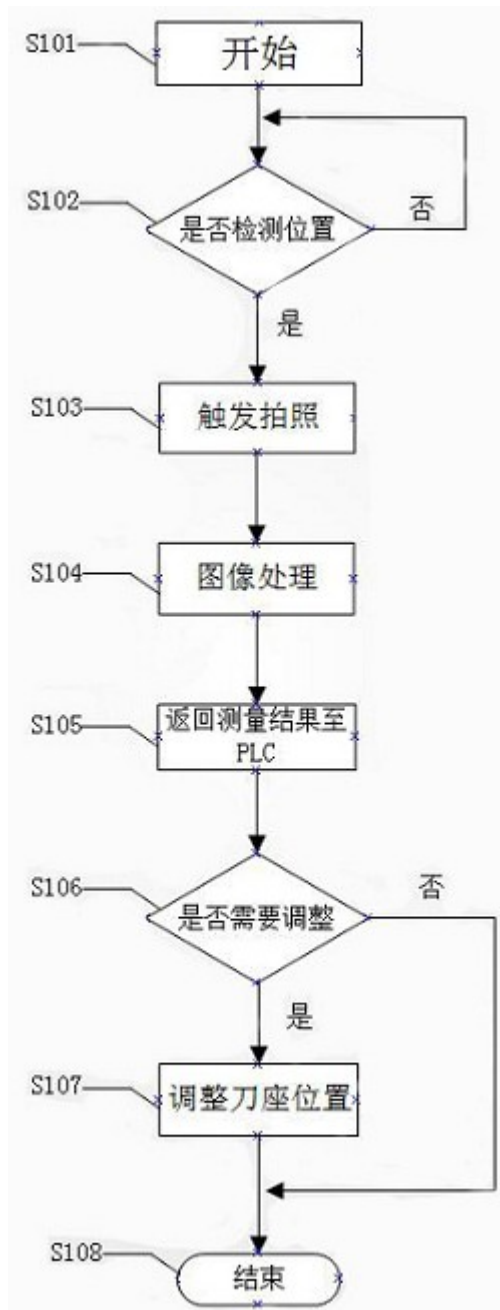 S101
开始
S102
是否检测位置
否
是
S103
触发拍照
S104
图像处理
S105
返回测量结果至
PLC
S106
是否需要调整
否
是
S107
调整刀座位置
S108
结束